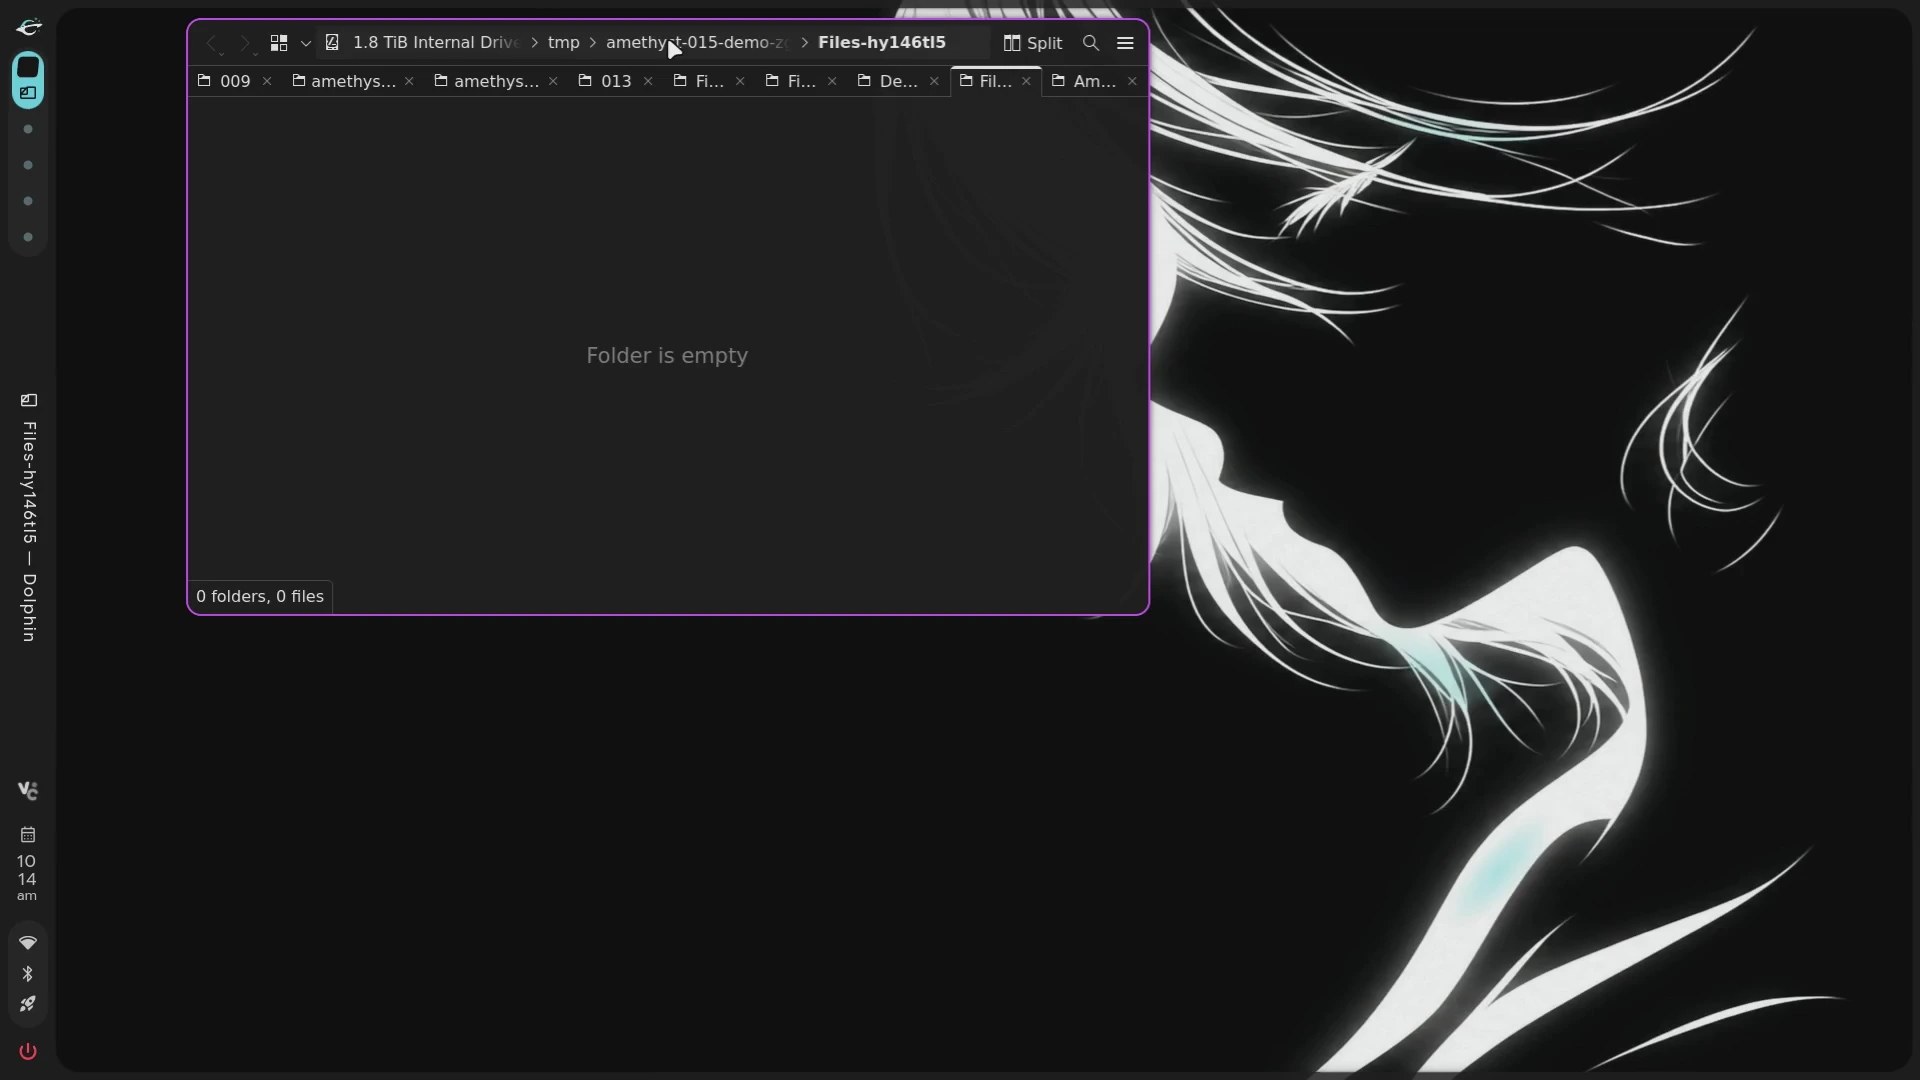 1.8 TiB Internal Drive > tmp > amethyst-015-demo-z > Files-hy146tl5
Split
009
amethys...
amethys...
013
Fi...
Fi...
De...
Fil...
Am...
Folder is empty
0 folders, 0 files
Files-hy146tl5 — Dolphin
10
14
am